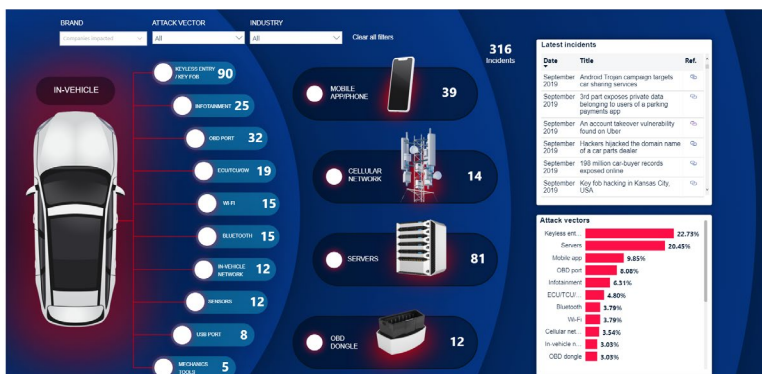 BRAND
ATTACK VECTOR
INDUSTRY
Companies impacted
All
All
Clear all filters
316
Incidents
IN-VEHICLE
KEYLESS ENTRY
/ KEY FOB
90
INFOTAINMENT 25
OBD PORT 32
ECU/TCU/GW 19
WI-FI 15
BLUETOOTH 15
IN-VEHICLE
NETWORK
12
SENSORS 12
USB PORT 8
MECHANICS
TOOLS
5
MOBILE
APP/PHONE
39
CELLULAR
NETWORK
14
SERVERS
81
OBD
DONGLE
12
Latest incidents
Date Title Ref.
September Android Trojan campaign targets
2019 car sharing services
September 3rd part exposes private data
2019 belonging to users of a parking
payments app
September An account takeover vulnerability
2019 found on Uber
September Hackers hijacked the domain name
2019 of a car parts dealer
September 198 million car-buyer records
2019 exposed online
September Key fob hacking in Kansas City,
2019 USA
Attack vectors
Keyless ent... 22.73%
Servers 20.45%
Mobile app 9.85%
OBD port 8.08%
Infotainment 6.31%
ECU/TCU/... 4.80%
Bluetooth 3.79%
Wi-Fi 3.79%
Cellular net... 3.54%
In-vehicle n... 3.03%
OBD dongle 3.03%